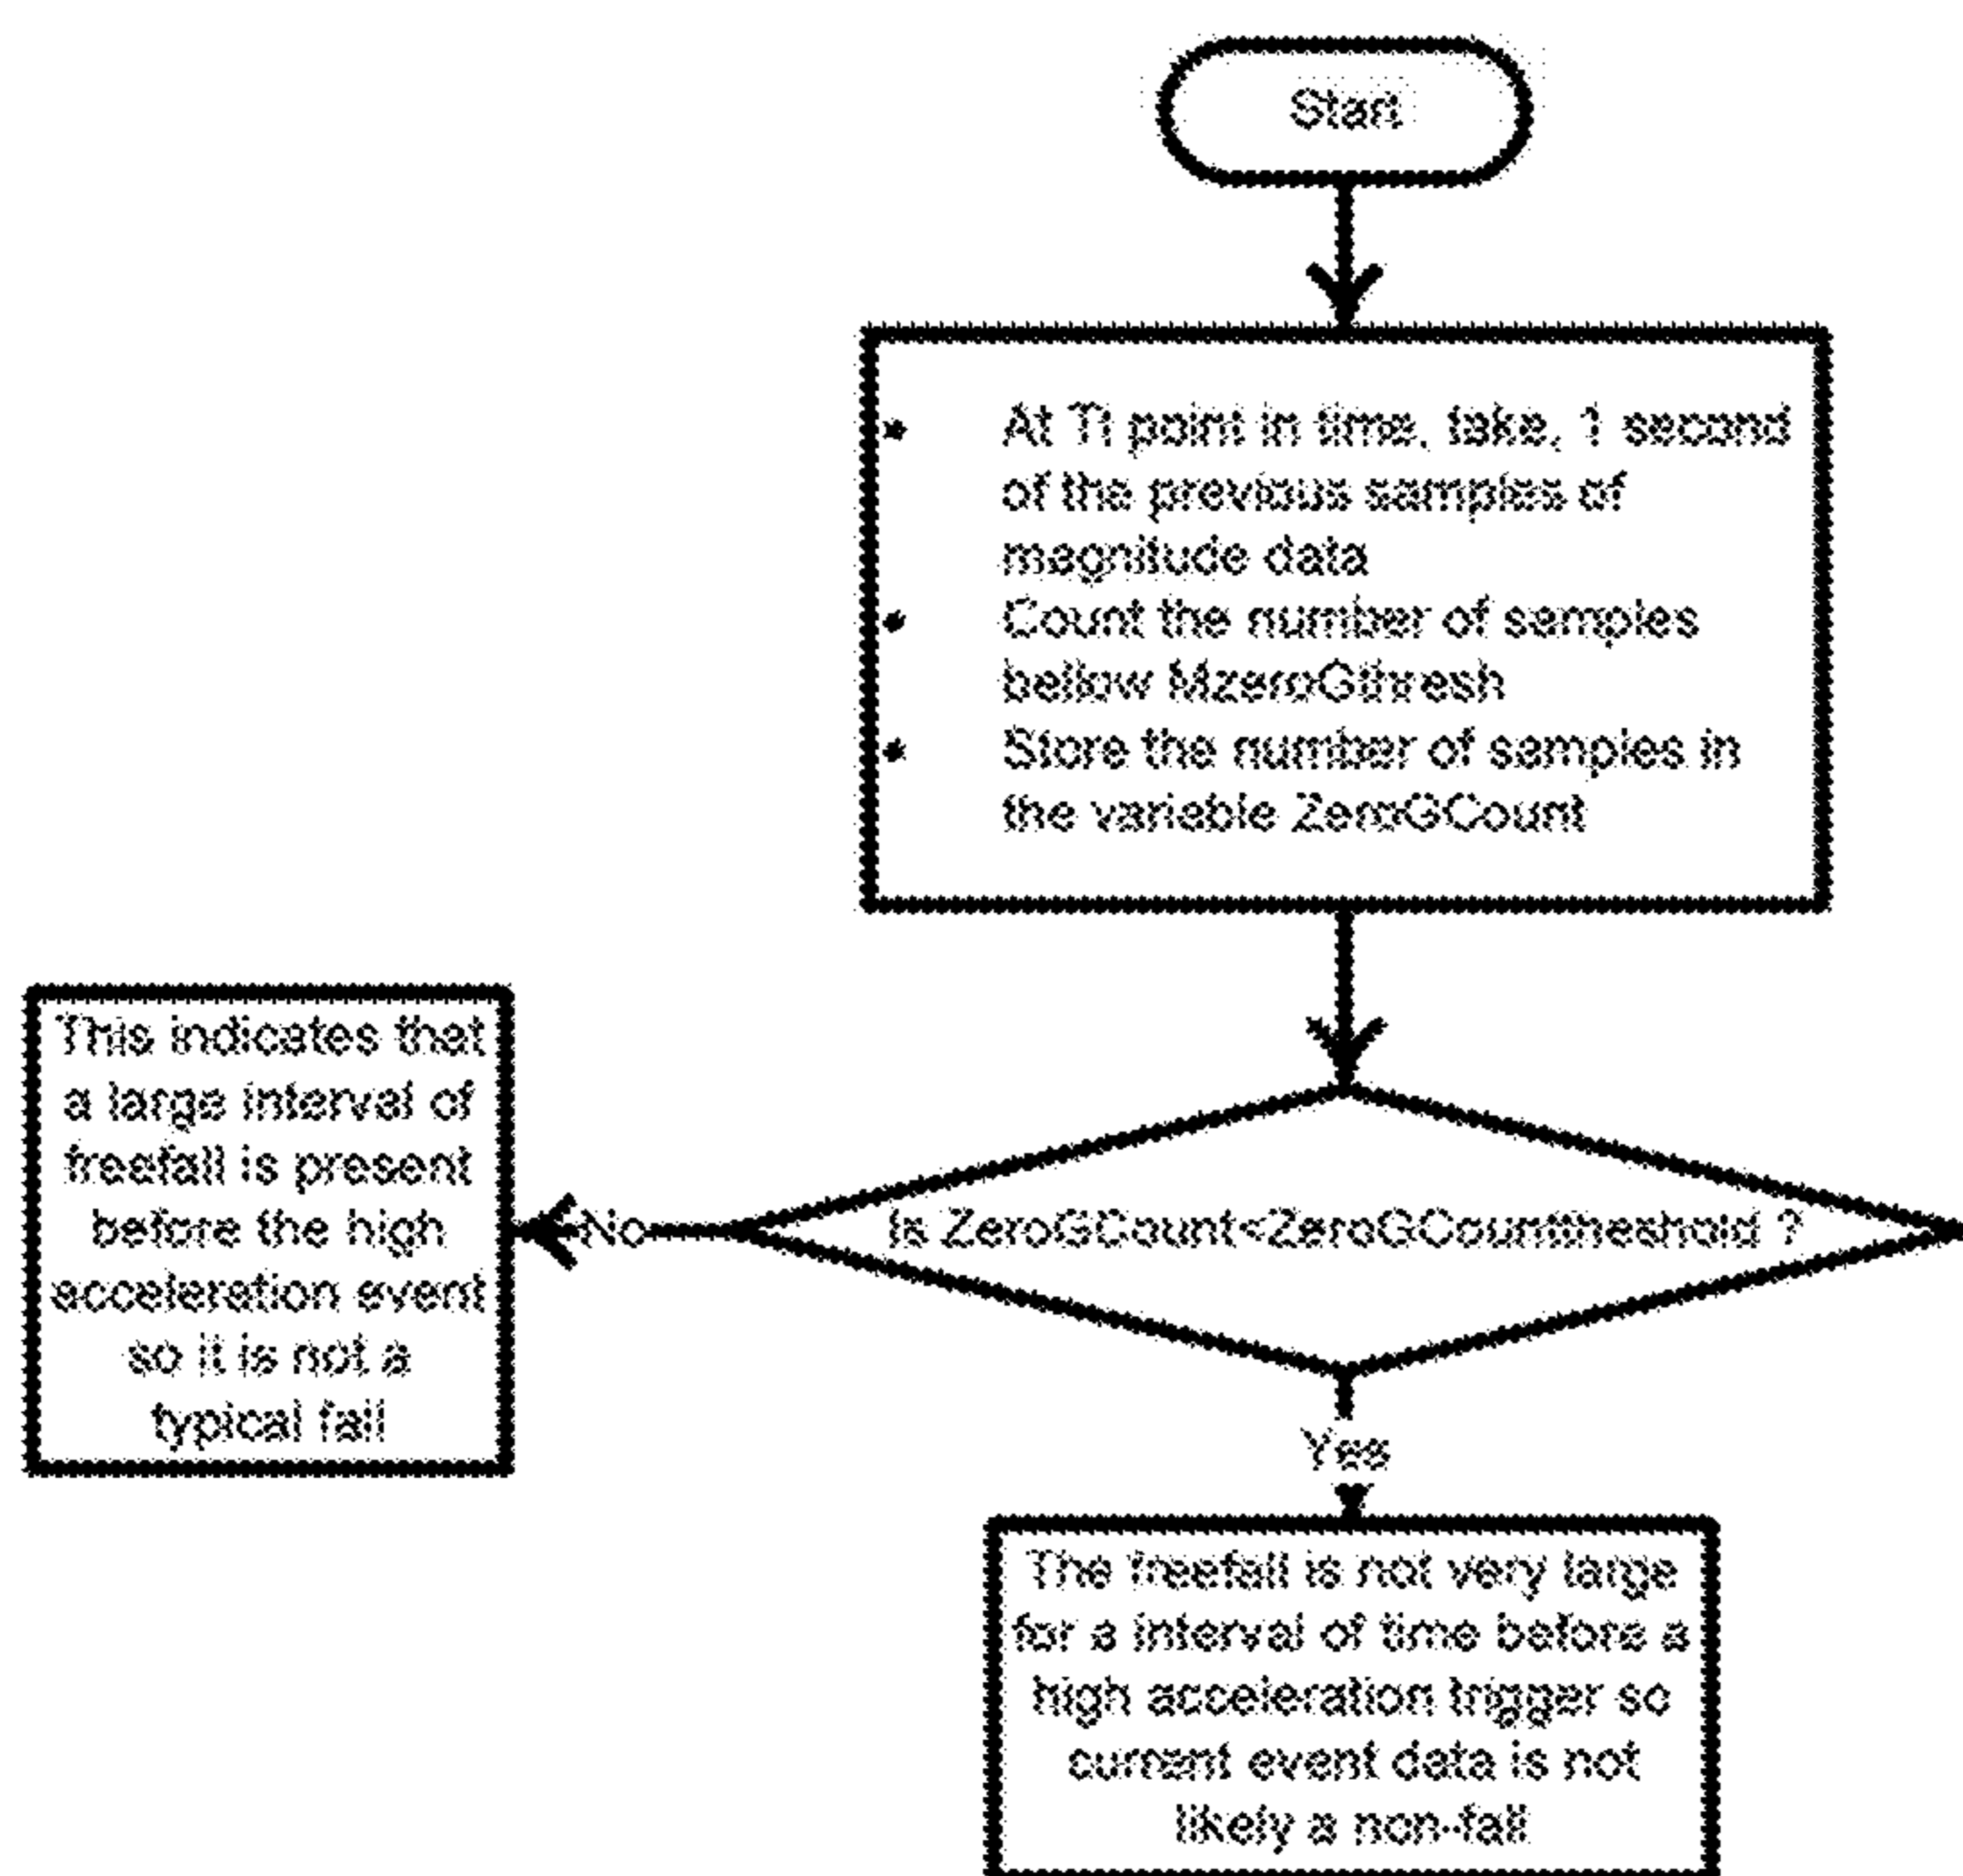 Start
• At Ti point in time, take, 1 second
of the previous samples of
magnitude data
• Count the number of samples
bellow MzeroGthresh
• Store the number of samples in
the variable ZeroGCount
Is ZeroGCount<ZeroGCountthreshold ?
No
This indicates that
a large interval of
freefall is present
before the high
acceleration event
so it is not a
typical fall
Yes
The freefall is not very large
for a interval of time before a
high acceleration trigger so
current event data is not
likely a non-fall